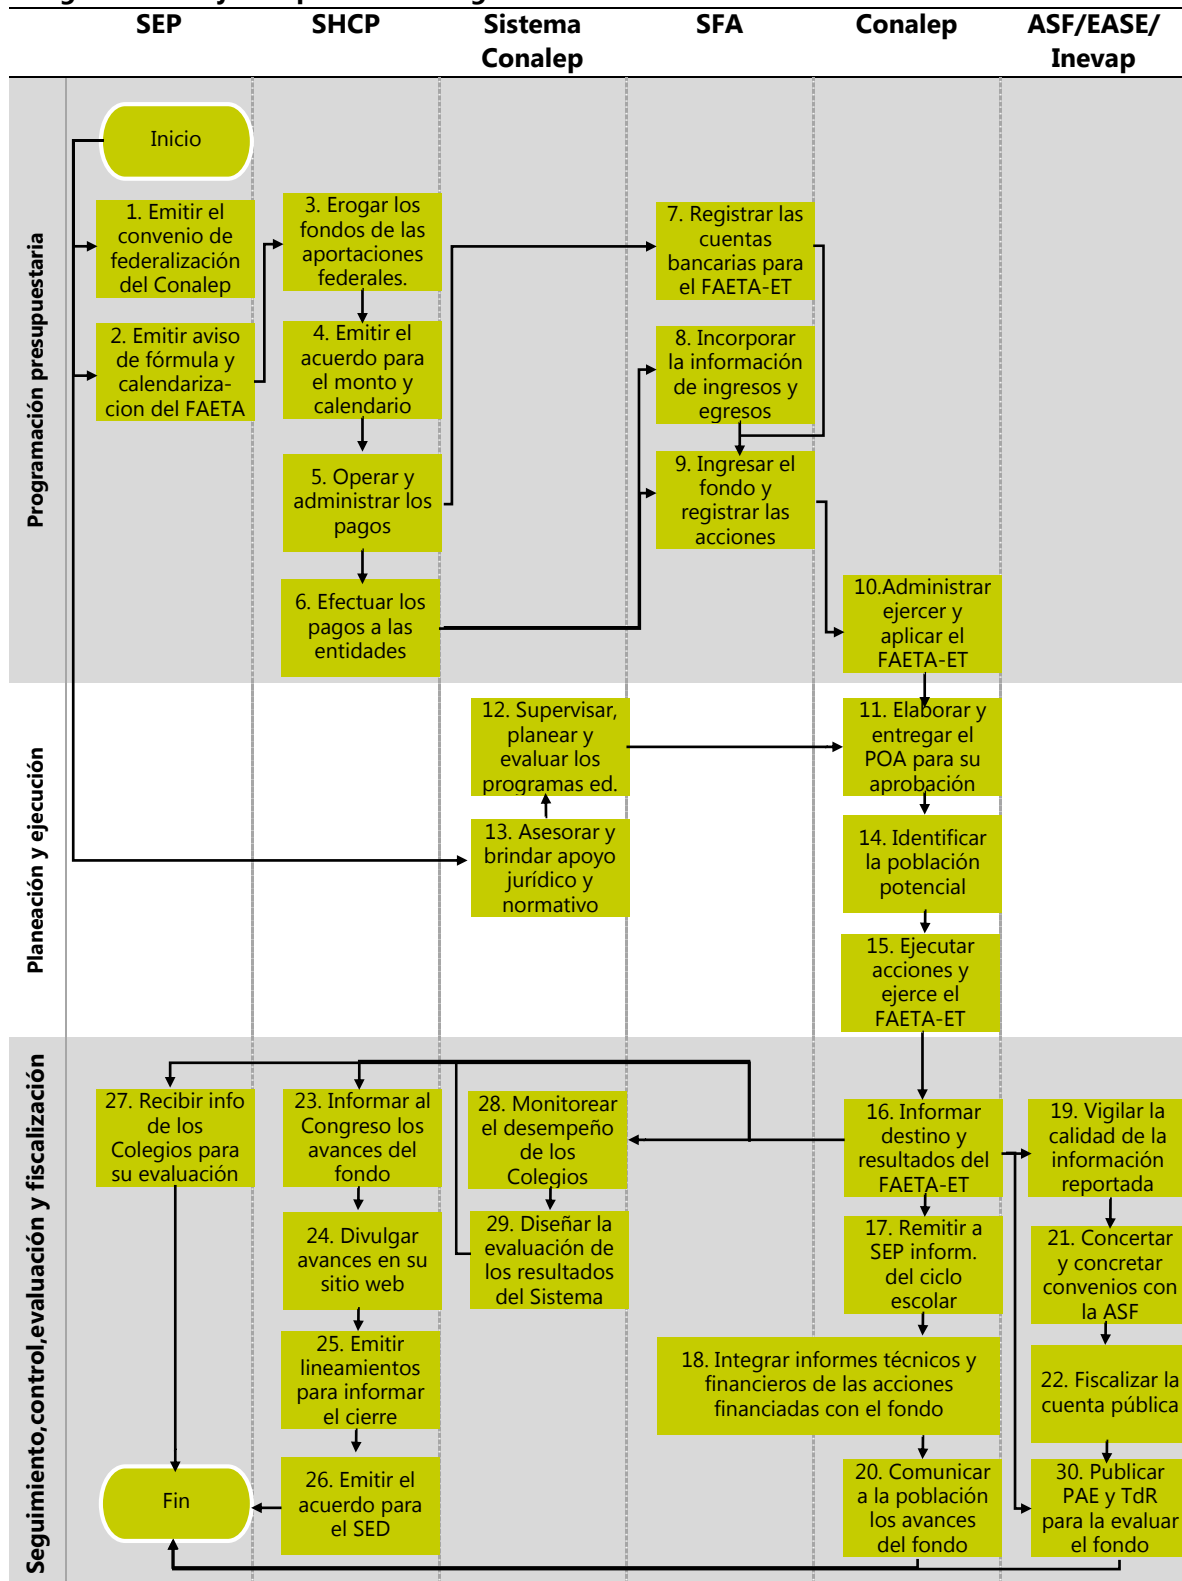 SEP
SHCP
Sistema
Conalep
SFA
Conalep
ASF/EASE/
Inevap
Programación presupuestaria
Inicio
1. Emitir el
convenio de
federalización
del Conalep
2. Emitir aviso
de fórmula y
calendariza-
cion del FAETA
3. Erogar los
fondos de las
aportaciones
federales.
4. Emitir el
acuerdo para
el monto y
calendario
5. Operar y
administrar los
pagos
6. Efectuar los
pagos a las
entidades
7. Registrar las
cuentas
bancarias para
el FAETA-ET
8. Incorporar
la información
de ingresos y
egresos
9. Ingresar el
fondo y
registrar las
acciones
10.Administrar
ejercer y
aplicar el
FAETA-ET
Planeación y ejecución
12. Supervisar,
planear y
evaluar los
programas ed.
13. Asesorar y
brindar apoyo
jurídico y
normativo
11. Elaborar y
entregar el
POA para su
aprobación
14. Identificar
la población
potencial
15. Ejecutar
acciones y
ejerce el
FAETA-ET
Seguimiento,control,evaluación y fiscalización
27. Recibir info
de los
Colegios para
su evaluación
Fin
23. Informar al
Congreso los
avances del
fondo
24. Divulgar
avances en su
sitio web
25. Emitir
lineamientos
para informar
el cierre
26. Emitir el
acuerdo para
el SED
28. Monitorear
el desempeño
de los
Colegios
29. Diseñar la
evaluación de
los resultados
del Sistema
16. Informar
destino y
resultados del
FAETA-ET
17. Remitir a
SEP inform.
del ciclo
escolar
18. Integrar informes técnicos y
financieros de las acciones
financiadas con el fondo
20. Comunicar
a la población
los avances
del fondo
19. Vigilar la
calidad de la
información
reportada
21. Concertar
y concretar
convenios con
la ASF
22. Fiscalizar la
cuenta pública
30. Publicar
PAE y TdR
para la evaluar
el fondo